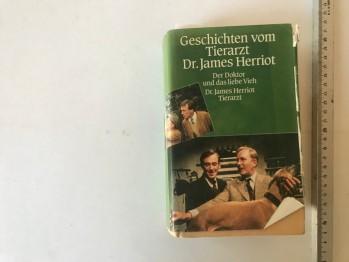 Geschichten vom
Tierarzt
Dr. James Herriot
Der Doktor
und das liebe Vieh
Dr. James Herriot
Tierarzt